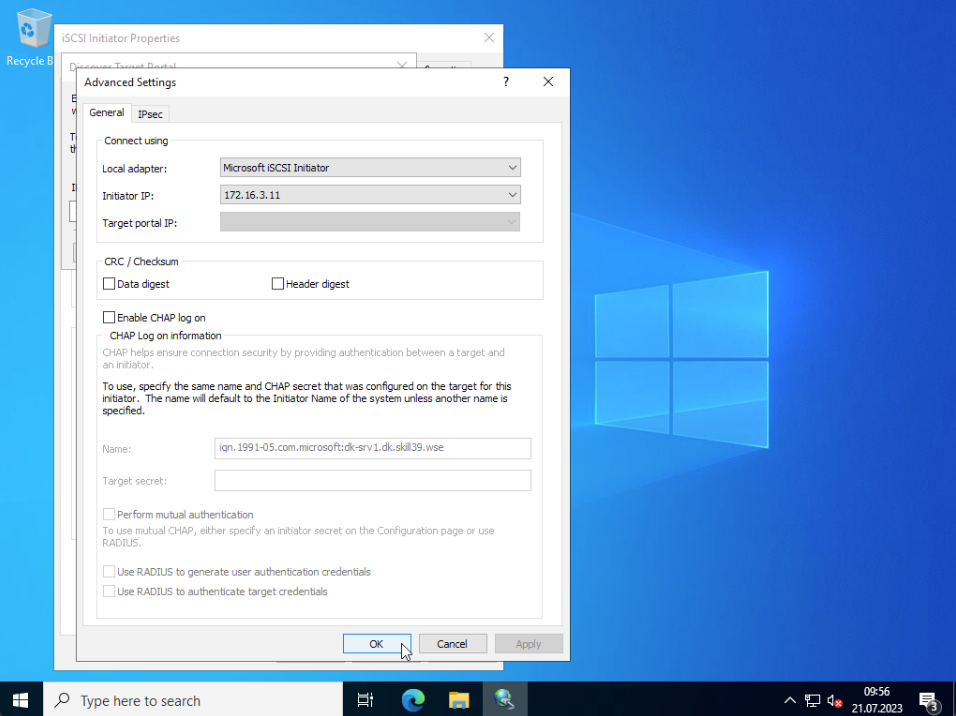 Recycle B
iSCSI Initiator Properties
Discover Target Portal
Advanced Settings
?
General
IPsec
Connect using
Local adapter:
Microsoft iSCSI Initiator
Initiator IP:
172.16.3.11
Target portal IP:
CRC / Checksum
Data digest
Header digest
Enable CHAP log on
CHAP Log on information
CHAP helps ensure connection security by providing authentication between a target and
an initiator.
To use, specify the same name and CHAP secret that was configured on the target for this
initiator. The name will default to the Initiator Name of the system unless another name is
specified.
Name:
iqn.1991-05.com.microsoft:dk-srv1.dk.skill39.wse
Target secret:
Perform mutual authentication
To use mutual CHAP, either specify an initiator secret on the Configuration page or use
RADIUS.
Use RADIUS to generate user authentication credentials
Use RADIUS to authenticate target credentials
OK
Cancel
Apply
Type here to search
09:56
21.07.2023
3